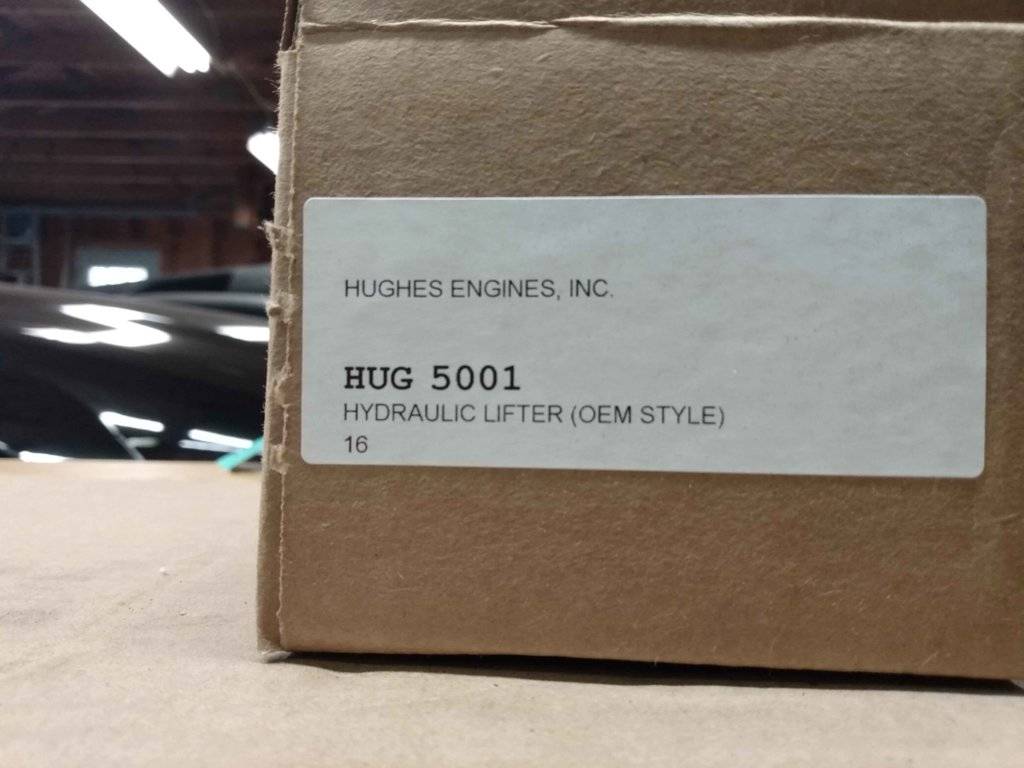 HUGHES ENGINES, INC.
HUG 5001
HYDRAULIC LIFTER (OEM STYLE)
16